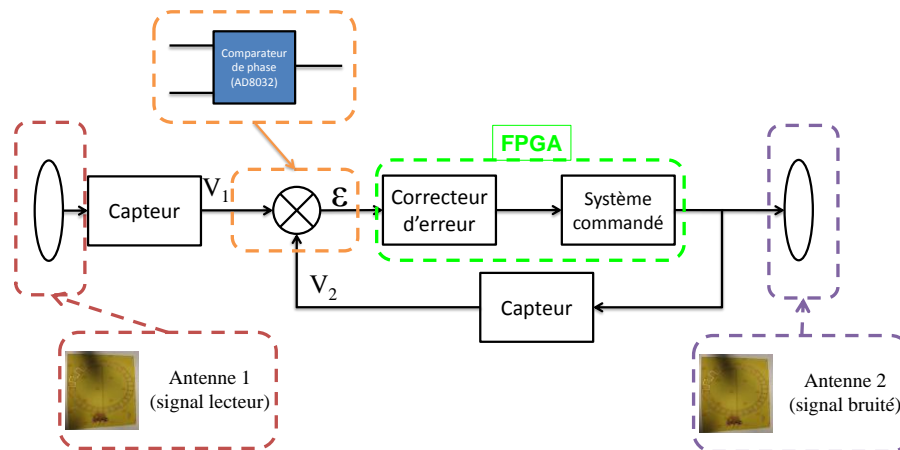 Comparateur
de phase
(AD8032)
FPGA
V1
ε
Capteur
Correcteur
d'erreur
Système
commandé
V2
Capteur
Antenne 1
(signal lecteur)
Antenne 2
(signal bruité)